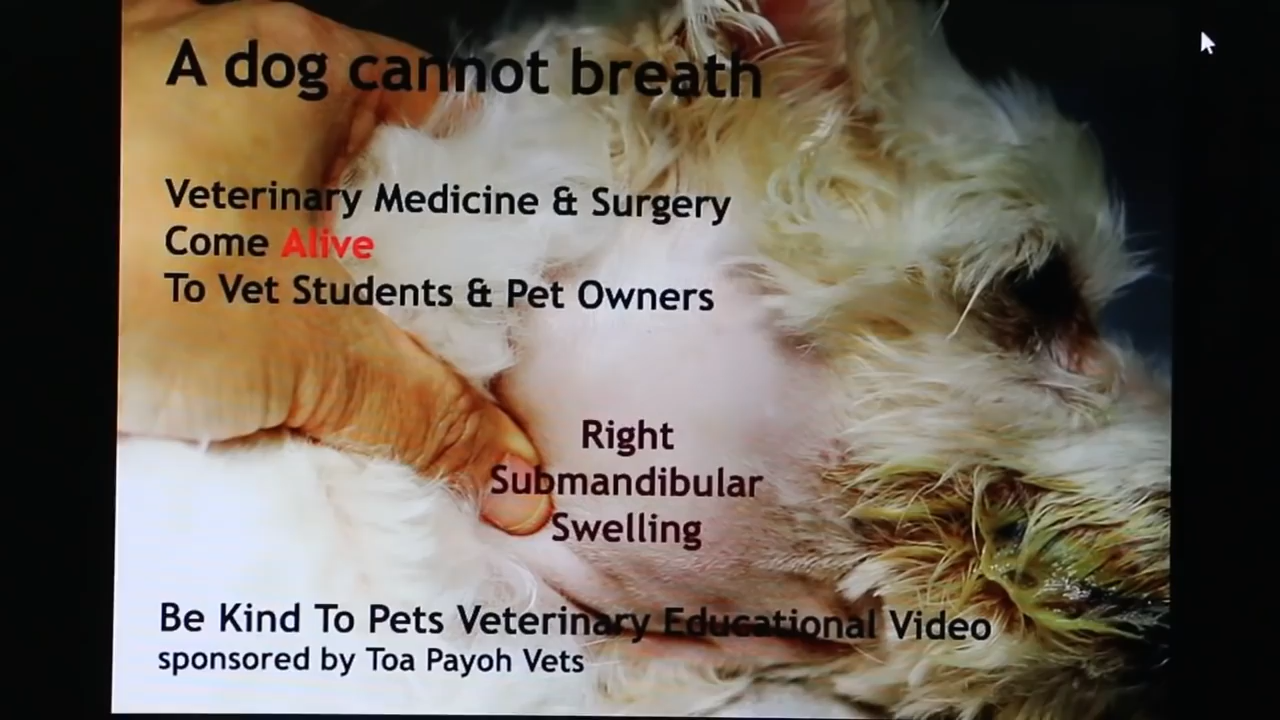 A dog cannot breath
Veterinary Medicine & Surgery
Come Alive
To Vet Students & Pet Owners
Right
Submandibular
Swelling
Be Kind To Pets Veterinary Educational Video
sponsored by Toa Payoh Vets